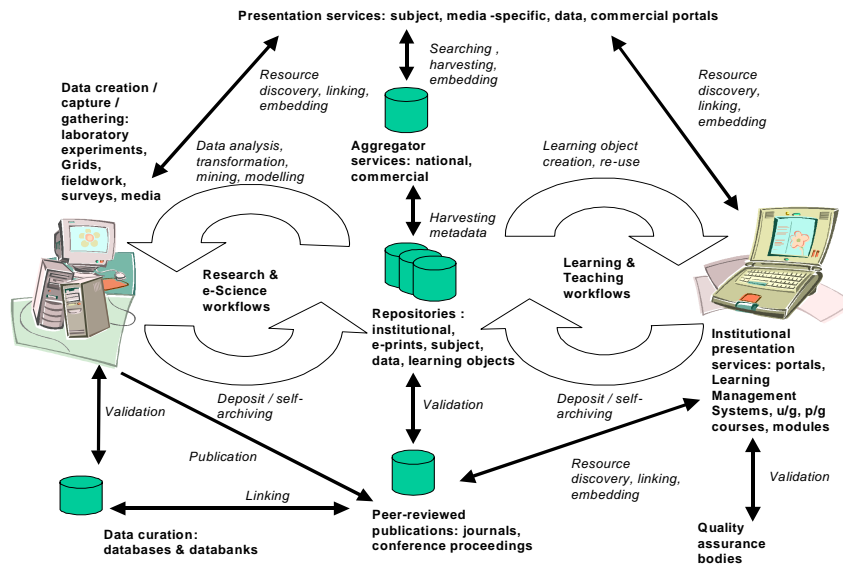 Presentation services: subject, media -specific, data, commercial portals
Searching ,
harvesting,
embedding
Resource
discovery, linking,
embedding
Resource
discovery,
linking,
embedding
Data creation /
capture /
gathering:
laboratory
experiments,
Grids,
fieldwork,
surveys, media
Data analysis,
transformation,
mining, modelling
Aggregator
services: national,
commercial
Learning object
creation, re-use
Harvesting
metadata
Research &
e-Science
workflows
Learning &
Teaching
workflows
Repositories :
institutional,
e-prints, subject,
data, learning objects
Institutional
presentation
services: portals,
Learning
Management
Systems, u/g, p/g
courses, modules
Deposit / self-
archiving
Deposit / self-
archiving
Validation
Validation
Publication
Resource
discovery, linking,
embedding
Validation
Linking
Data curation:
databases & databanks
Peer-reviewed
publications: journals,
conference proceedings
Quality
assurance
bodies